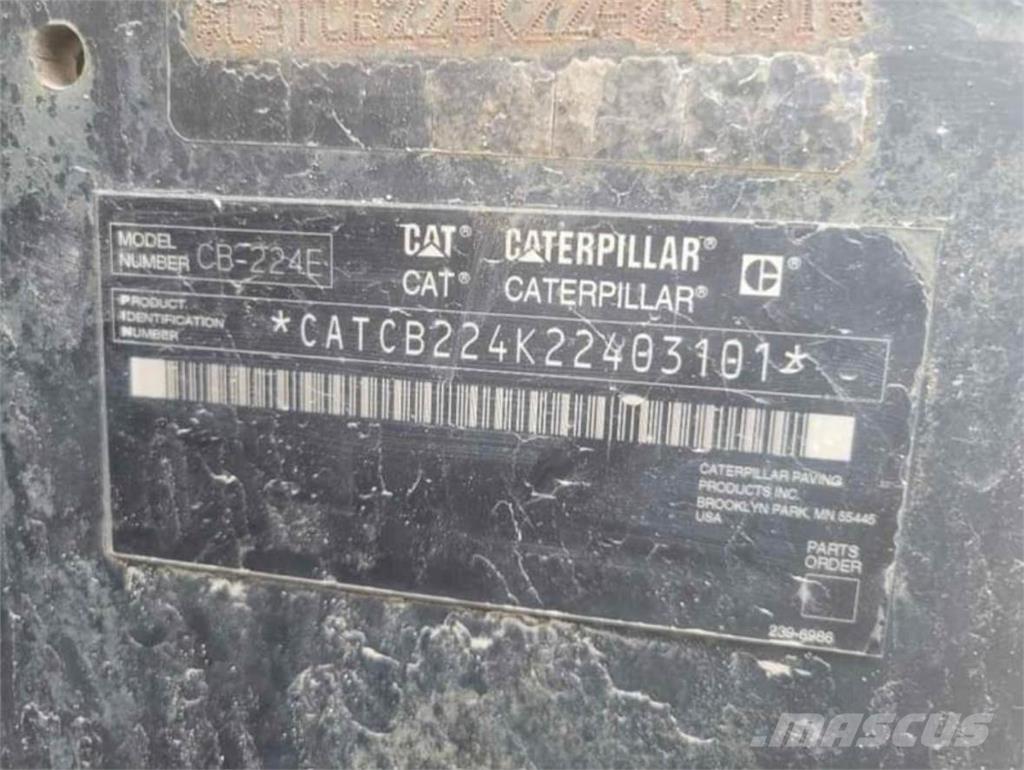 *CATCB224K22403101*
MODEL
NUMBER CB-224E
CAT® CATERPILLAR®
CAT® CATERPILLAR®
PRODUCT
IDENTIFICATION
NUMBER
*CATCB224K22403101*
CATERPILLAR PAVING
PRODUCTS INC.
BROOKLYN PARK, MN 55445
USA
PARTS
ORDER
239-6986
MASCUS